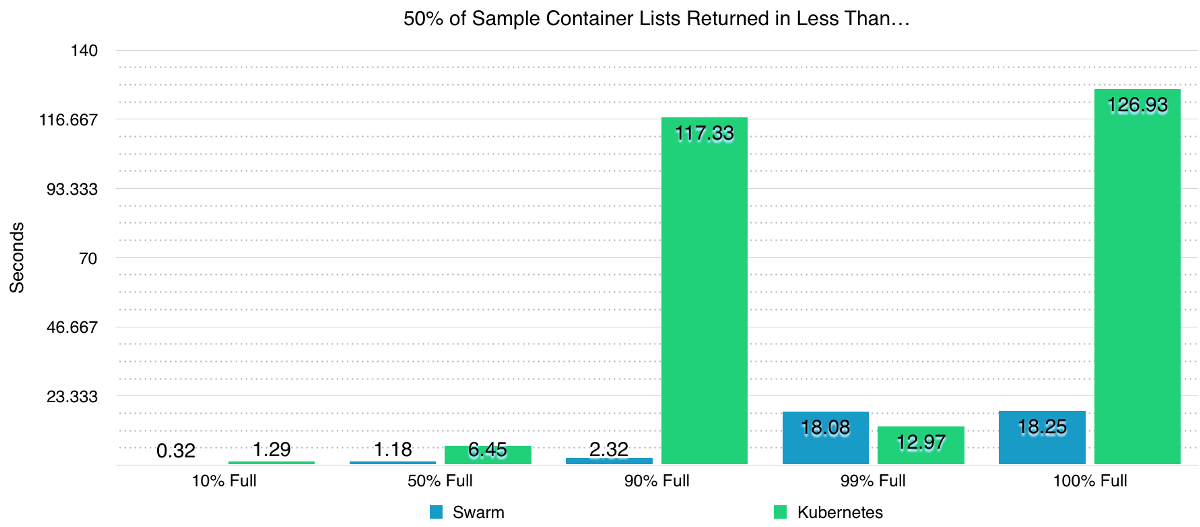 50% of Sample Container Lists Returned in Less Than…
Seconds
140
116.667
93.333
70
46.667
23.333
0.32 1.29 1.18 6.45 2.32 117.33 18.08 12.97 18.25 126.93
10% Full 50% Full 90% Full 99% Full 100% Full
Swarm Kubernetes